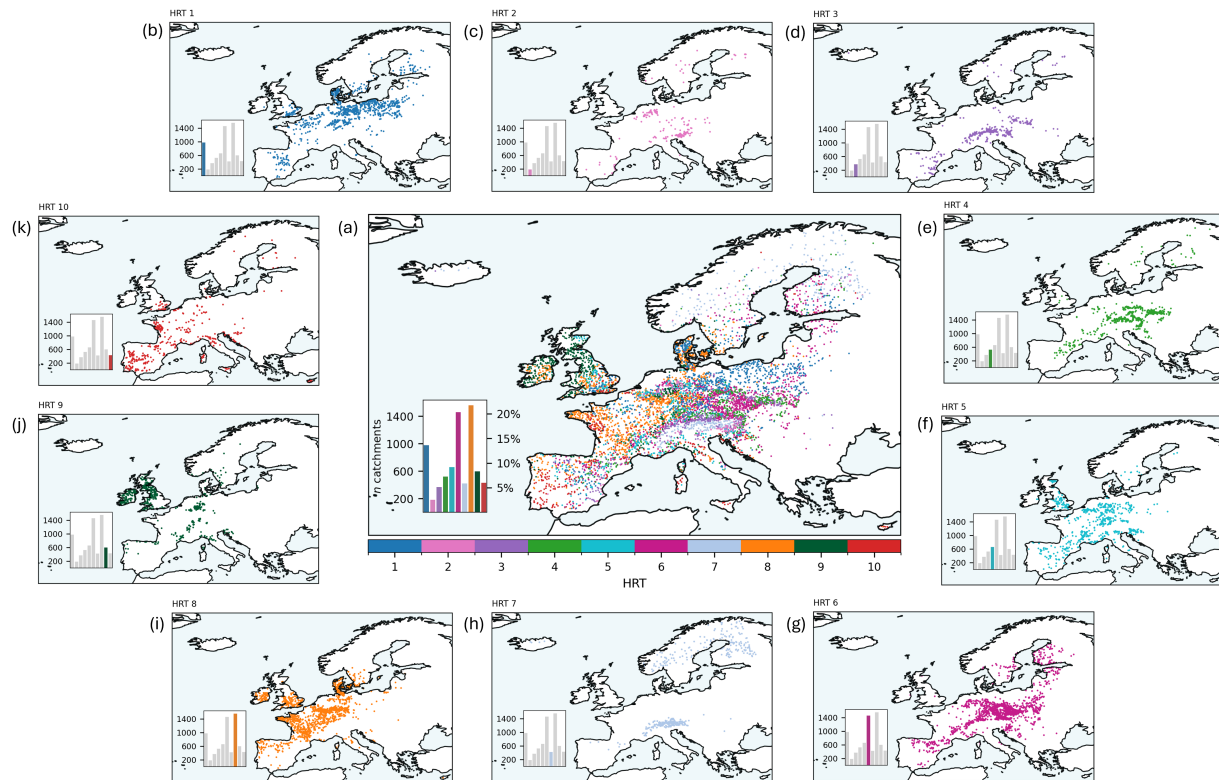 HRT 1
(b)
1400
1000
600
200
HRT 2
(c)
1400
1000
600
200
HRT 3
(d)
1400
1000
600
200
HRT 10
(k)
1400
1000
600
200
(a)
n catchments
1400
1000
600
200
20%
15%
10%
5%
1 2 3 4 5 6 7 8 9 10
HRT
HRT 4
(e)
1400
1000
600
200
HRT 9
(j)
1400
1000
600
200
HRT 5
(f)
1400
1000
600
200
HRT 8
(i)
1400
1000
600
200
HRT 7
(h)
1400
1000
600
200
HRT 6
(g)
1400
1000
600
200